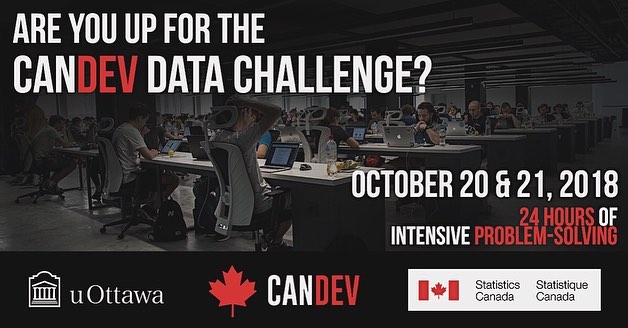 ARE YOU UP FOR THE
CANDEV DATA CHALLENGE?
OCTOBER 20 & 21, 2018
24 HOURS OF
INTENSIVE PROBLEM-SOLVING
uOttawa
CANDEV
Statistics Statistique
Canada Canada